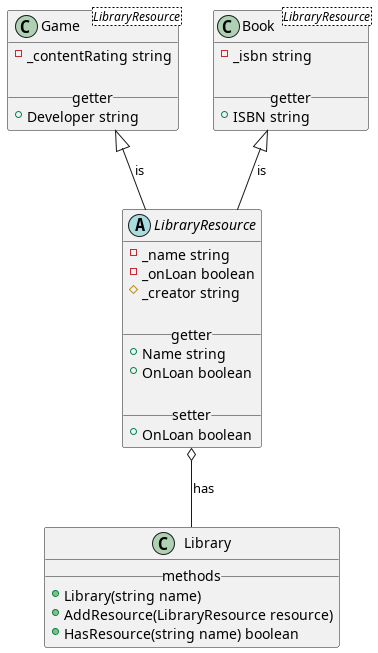 C Game LibraryResource
_contentRating string
getter
Developer string
C Book LibraryResource
_isbn string
getter
ISBN string
is
is
A LibraryResource
_name string
_onLoan boolean
_creator string
getter
Name string
OnLoan boolean
setter
OnLoan boolean
has
C Library
methods
Library(string name)
AddResource(LibraryResource resource)
HasResource(string name) boolean